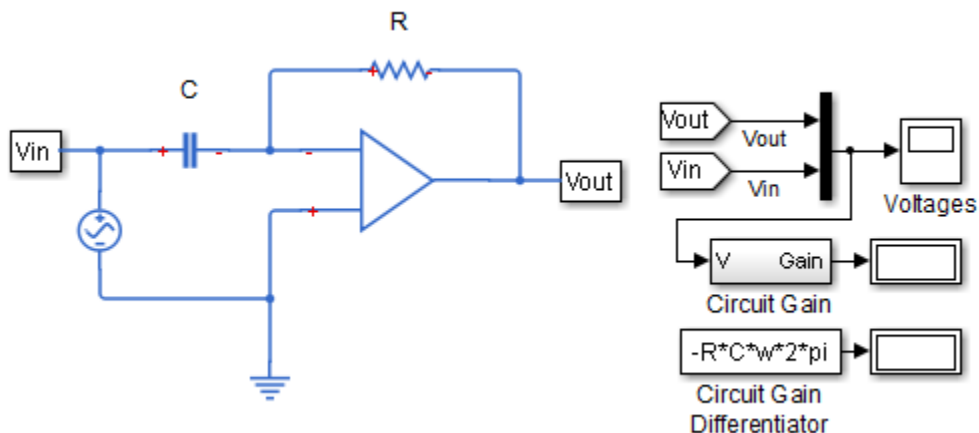 R
C
+ -
Vin
+ -
-
+
+
-
Vout
Vout
Vin
Vout
Vin
Voltages
V Gain
Circuit Gain
-R*C*w*2*pi
Circuit Gain
Differentiator